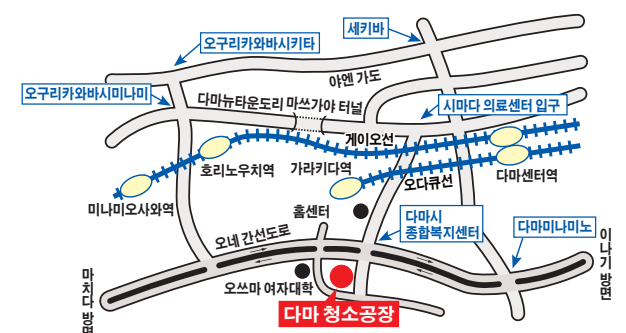 세키바
오구리카와바시키타
야엔 가도
오구리카와바시미나미
다마뉴타운도리 마쓰가야 터널
시마다 의료센터 입구
게이오선
호리노우치역
가라키다역
오다큐선
다마센터역
미나미오사와역
홈센터
다마시
종합복지센터
다마미나미노
오네 간선도로
이나기 방면
마치다 방면
오쓰마 여자대학
다마 청소공장